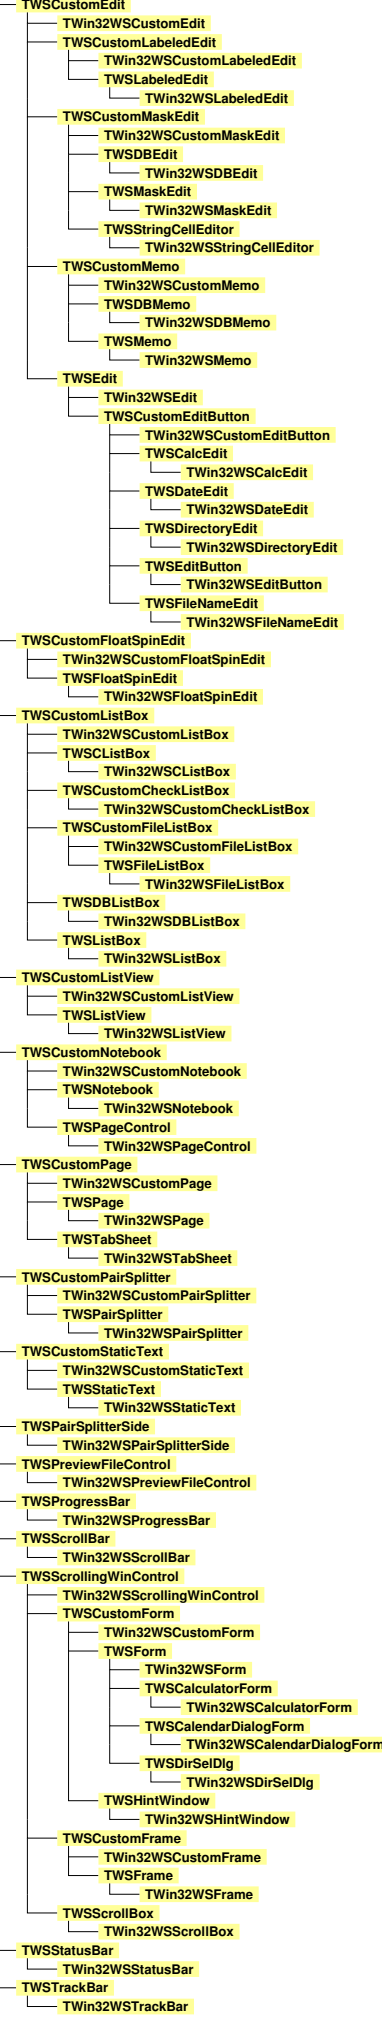 TWSCustomEdit
TWin32WSCustomEdit
TWSCustomLabeledEdit
TWin32WSCustomLabeledEdit
TWSLabeledEdit
TWin32WSLabeledEdit
TWSCustomMaskEdit
TWin32WSCustomMaskEdit
TWSDBEdit
TWin32WSDBEdit
TWSMaskEdit
TWin32WSMaskEdit
TWSStringCellEditor
TWin32WSStringCellEditor
TWSCustomMemo
TWin32WSCustomMemo
TWSDBMemo
TWin32WSDBMemo
TWSMemo
TWin32WSMemo
TWSEdit
TWin32WSEdit
TWSCustomEditButton
TWin32WSCustomEditButton
TWSCalcEdit
TWin32WSCalcEdit
TWSDateEdit
TWin32WSDateEdit
TWSDirectoryEdit
TWin32WSDirectoryEdit
TWSEditButton
TWin32WSEditButton
TWSFileNameEdit
TWin32WSFileNameEdit
TWSCustomFloatSpinEdit
TWin32WSCustomFloatSpinEdit
TWSFloatSpinEdit
TWin32WSFloatSpinEdit
TWSCustomListBox
TWin32WSCustomListBox
TWSCListBox
TWin32WSCListBox
TWSCustomCheckListBox
TWin32WSCustomCheckListBox
TWSCustomFileListBox
TWin32WSCustomFileListBox
TWSFileListBox
TWin32WSFileListBox
TWSDBListBox
TWin32WSDBListBox
TWSListBox
TWin32WSListBox
TWSCustomListView
TWin32WSCustomListView
TWSListView
TWin32WSListView
TWSCustomNotebook
TWin32WSCustomNotebook
TWSNotebook
TWin32WSNotebook
TWSPageControl
TWin32WSPageControl
TWSCustomPage
TWin32WSCustomPage
TWSPage
TWin32WSPage
TWSTabSheet
TWin32WSTabSheet
TWSCustomPairSplitter
TWin32WSCustomPairSplitter
TWSPairSplitter
TWin32WSPairSplitter
TWSCustomStaticText
TWin32WSCustomStaticText
TWSStaticText
TWin32WSStaticText
TWSPairSplitterSide
TWin32WSPairSplitterSide
TWSPreviewFileControl
TWin32WSPreviewFileControl
TWSProgressBar
TWin32WSProgressBar
TWSScrollBar
TWin32WSScrollBar
TWSScrollingWinControl
TWin32WSScrollingWinControl
TWSCustomForm
TWin32WSCustomForm
TWSForm
TWin32WSForm
TWSCalculatorForm
TWin32WSCalculatorForm
TWSCalendarDialogForm
TWin32WSCalendarDialogForm
TWSDirSelDlg
TWin32WSDirSelDlg
TWSHintWindow
TWin32WSHintWindow
TWSCustomFrame
TWin32WSCustomFrame
TWSFrame
TWin32WSFrame
TWSScrollBox
TWin32WSScrollBox
TWSStatusBar
TWin32WSStatusBar
TWSTrackBar
TWin32WSTrackBar